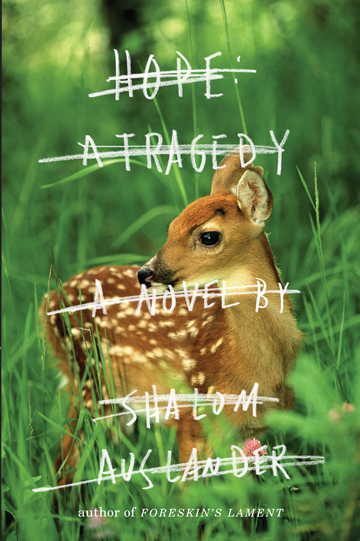 HOPE:
A TRAGEDY
A NOVEL BY
SHALOM
AUSLANDER
author of FORESKIN'S LAMENT